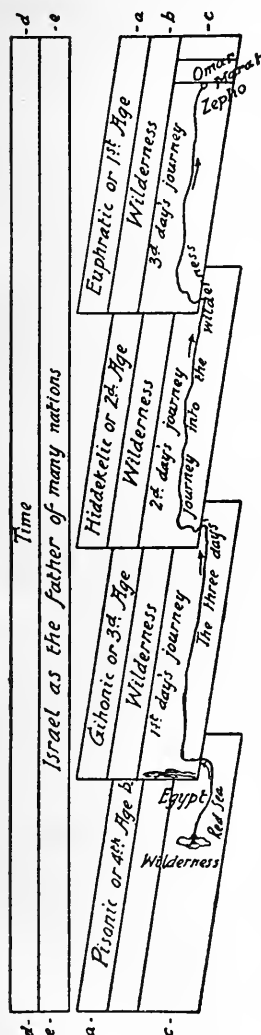 -d- Time -d-
e- Israel as the father of many nations -e
a- Pisonic or 4th Age b.
c-
Wilderness
Red Sea
Egypt
Gihonic or 3d Age
Wilderness
1st day's journey
The three days
Hiddekelic or 2d Age
Wilderness
2d day's journey
journey into the wilderness
Euphratic or 1st Age
Wilderness
3d day's journey
Omar
Marah
Zepho
-a
-b
-c